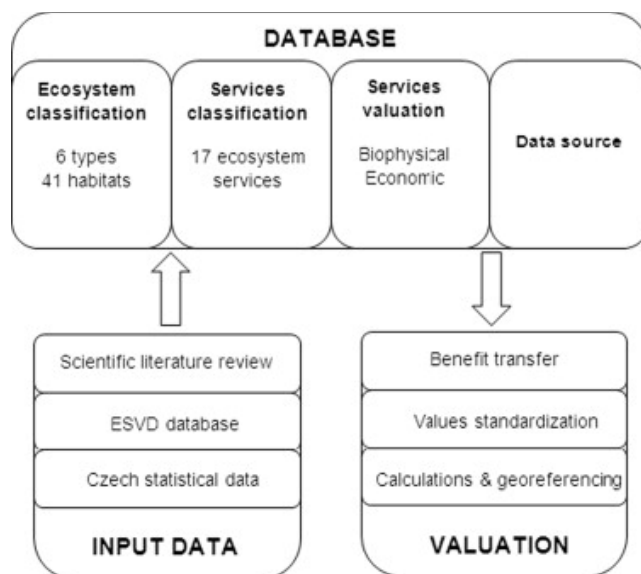 DATABASE
Ecosystem
classification
6 types
41 habitats
Services
classification
17 ecosystem
services
Services
valuation
Biophysical
Economic
Data source
Scientific literature review
ESVD database
Czech statistical data
INPUT DATA
Benefit transfer
Values standardization
Calculations & georeferencing
VALUATION